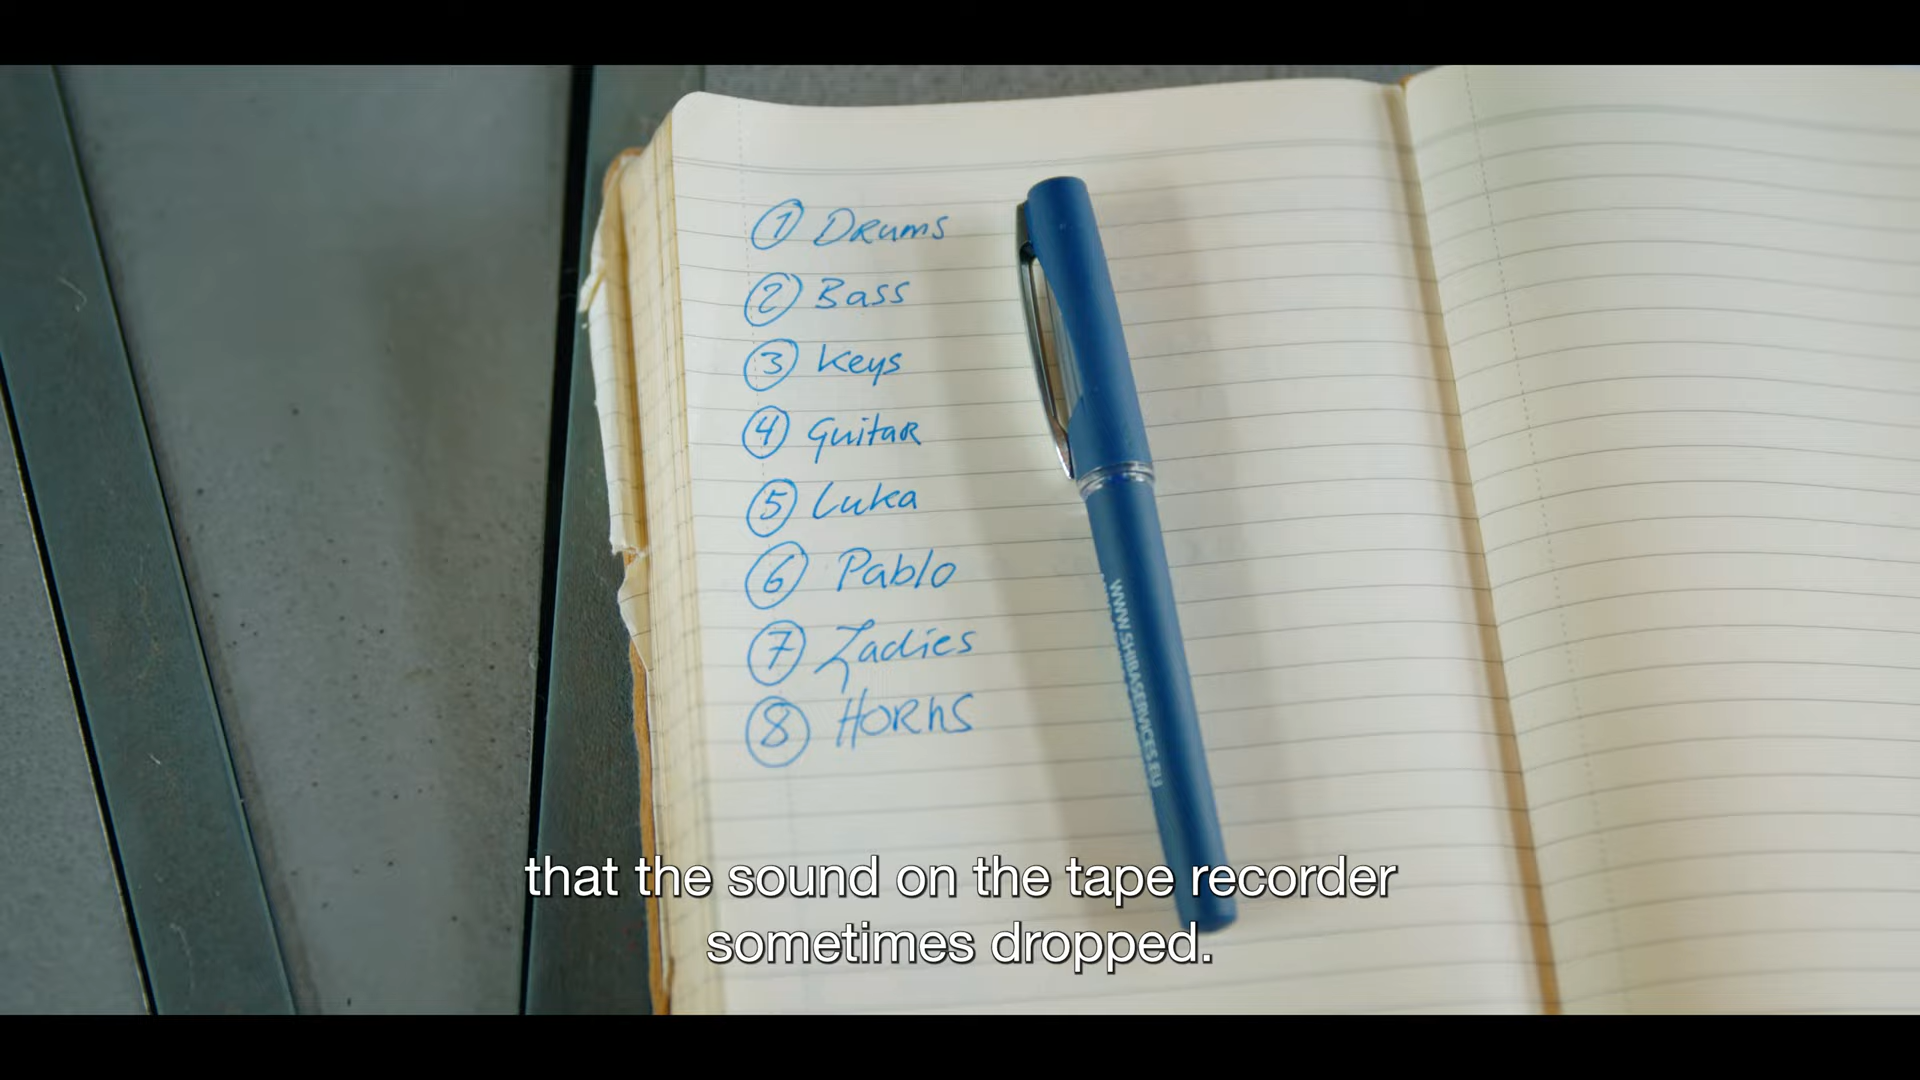 ① Drums
② Bass
③ Keys
④ Guitar
⑤ Luka
⑥ Pablo
⑦ Ladies
⑧ Horns
WWW.SHIBASERVICES.EU
that the sound on the tape recorder
sometimes dropped.